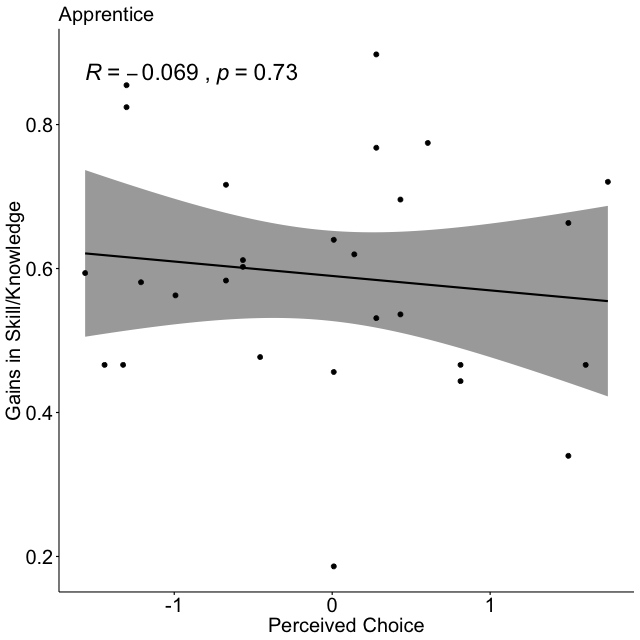 Apprentice
R = −0.069 , p = 0.73
0.8
0.6
0.4
0.2
Gains in Skill/Knowledge
-1 0 1
Perceived Choice